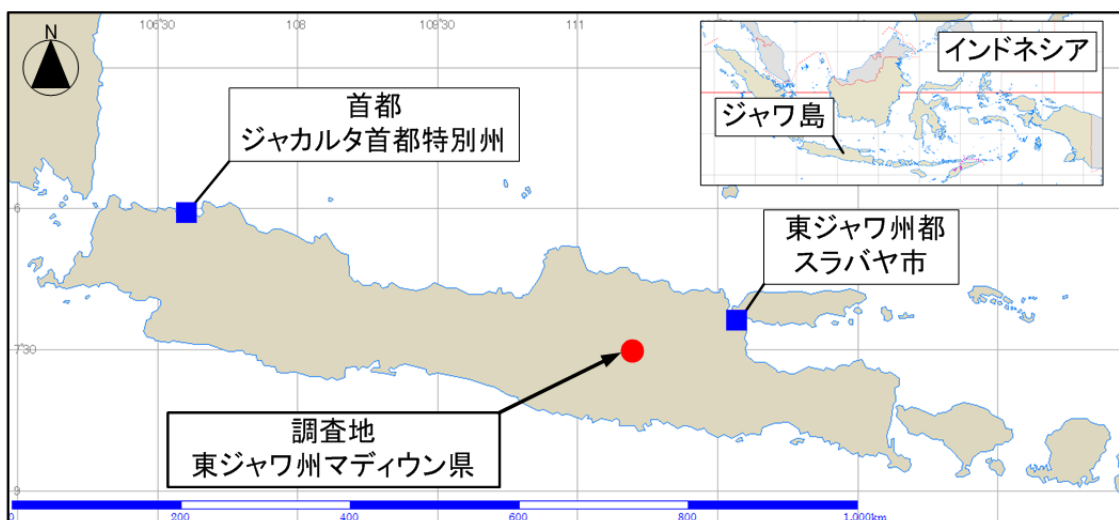 106°30
108
109°30
111
N
インドネシア
ジャワ島
首都
ジャカルタ首都特別州
6
東ジャワ州都
スラバヤ市
7°30
調査地
東ジャワ州マディウン県
9
0
200
400
600
800
1,000km